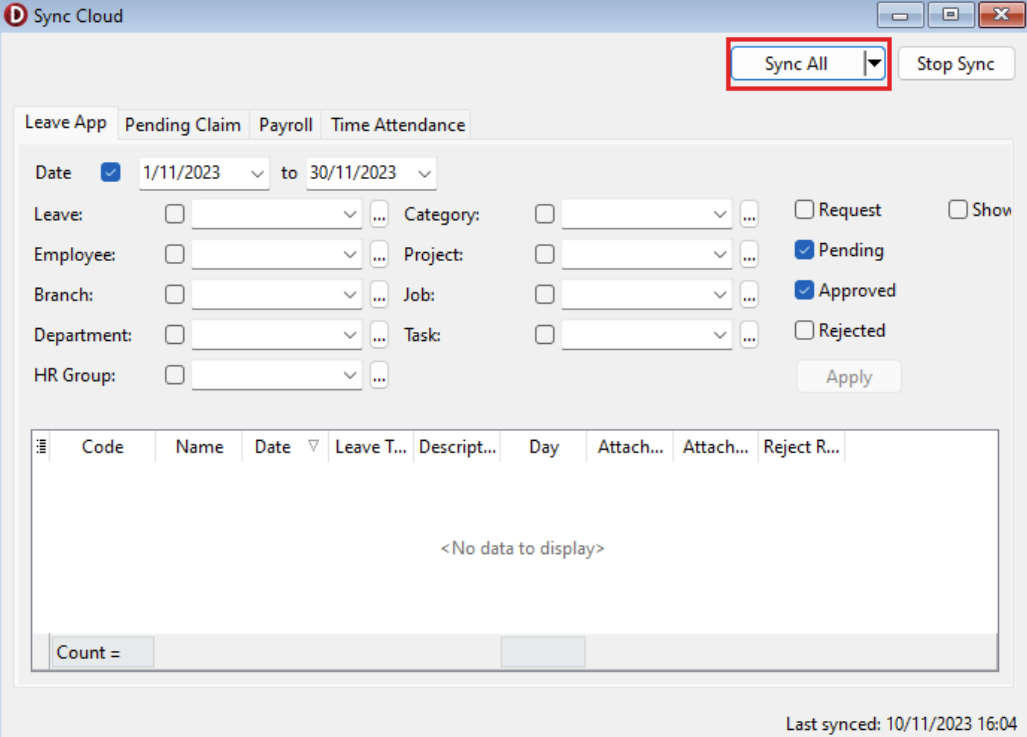 Sync Cloud
Sync All Stop Sync
Leave App Pending Claim Payroll Time Attendance
Date 1/11/2023 to 30/11/2023
Leave: ... Category: ... Request Show
Employee: ... Project: ... Pending
Branch: ... Job: ... Approved
Department: ... Task: ... Rejected
HR Group: ... Apply
Code Name Date Leave T... Descript... Day Attach... Attach... Reject R...
<No data to display>
Count =
Last synced: 10/11/2023 16:04